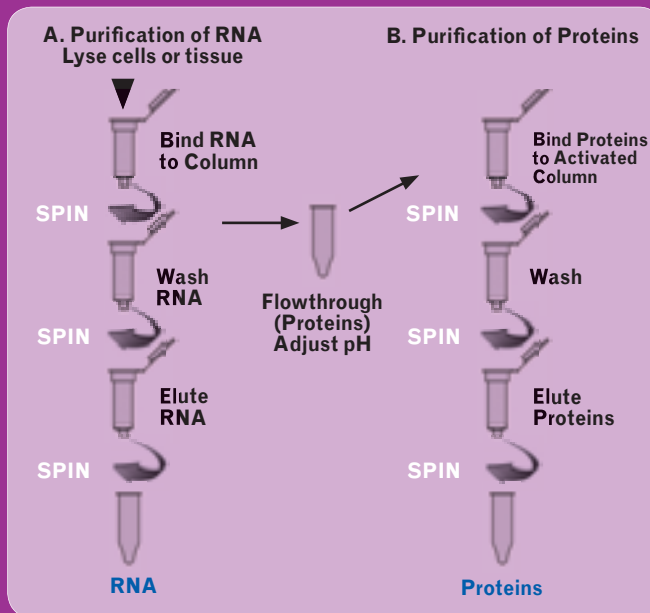 A. Purification of RNA
Lyse cells or tissue
Bind RNA
to Column
SPIN
Wash
RNA
SPIN
Elute
RNA
SPIN
RNA
Flowthrough
(Proteins)
Adjust pH
B. Purification of Proteins
Bind Proteins
to Activated
Column
SPIN
Wash
SPIN
Elute
Proteins
SPIN
Proteins